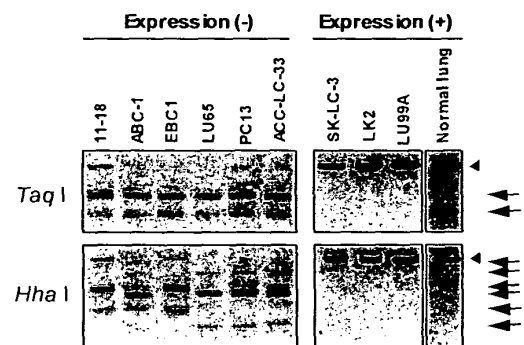 Expression (-) Expression (+)
11-18 ABC-1 EBC1 LU65 PC13 ACC-LC-33 SK-LC-3 LK2 LU99A Normal lung
Taq I
Hha I